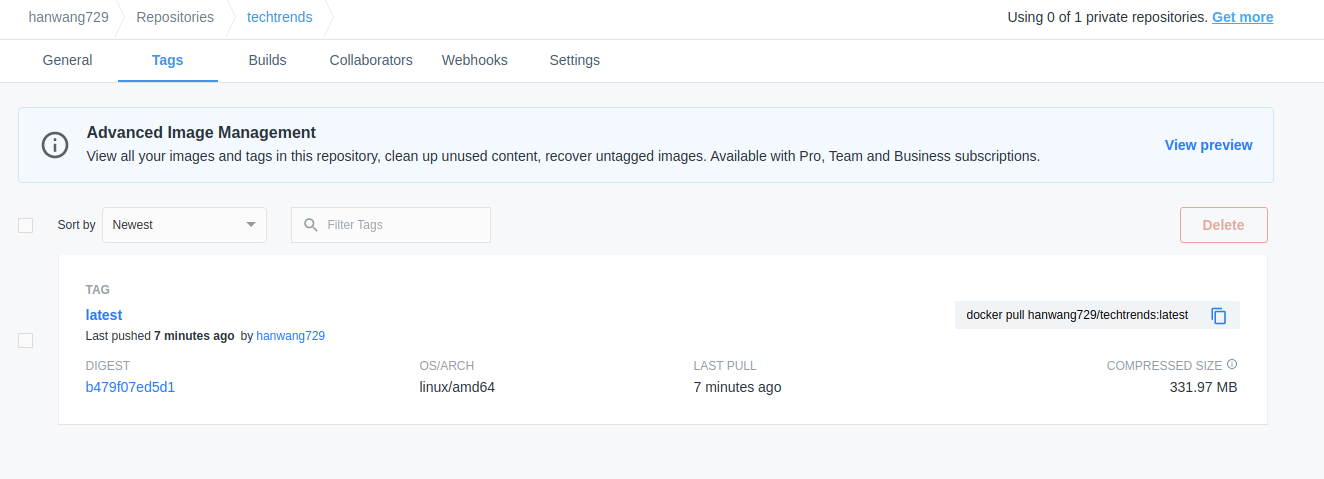 hanwang729 Repositories techtrends Using 0 of 1 private repositories. Get more
General Tags Builds Collaborators Webhooks Settings
Advanced Image Management
View all your images and tags in this repository, clean up unused content, recover untagged images. Available with Pro, Team and Business subscriptions.
View preview
Sort by Newest Filter Tags Delete
TAG
latest docker pull hanwang729/techtrends:latest
Last pushed 7 minutes ago by hanwang729
DIGEST OS/ARCH LAST PULL COMPRESSED SIZE
b479f07ed5d1 linux/amd64 7 minutes ago 331.97 MB